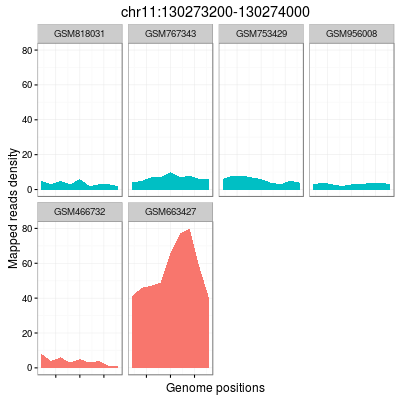 chr11:130273200-130274000
GSM818031 GSM767343 GSM753429 GSM956008
80
60
40
20
0
Mapped reads density
GSM466732 GSM663427
80
60
40
20
0
Genome positions